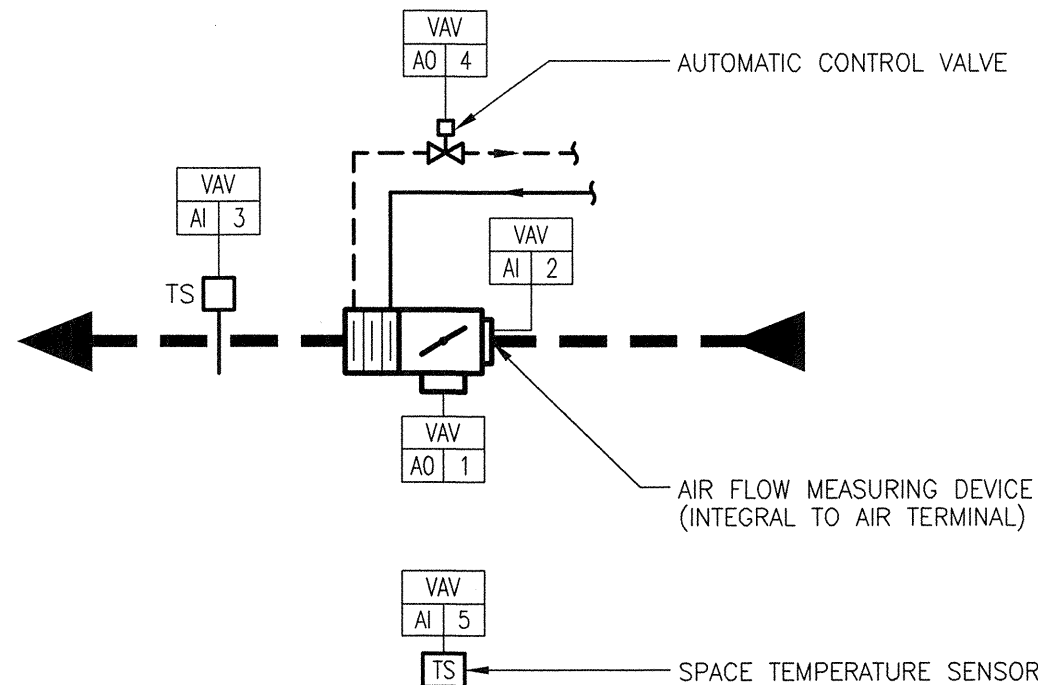 VAV
AO 4
AUTOMATIC CONTROL VALVE
VAV
AI 3
VAV
AI 2
TS
VAV
AO 1
AIR FLOW MEASURING DEVICE
(INTEGRAL TO AIR TERMINAL)
VAV
AI 5
TS
SPACE TEMPERATURE SENSOR